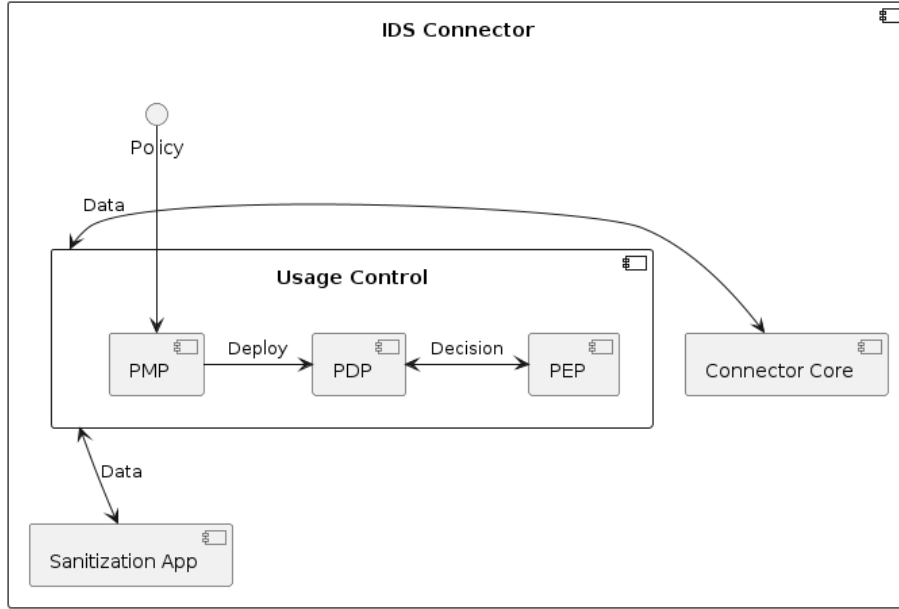 IDS Connector
Policy
Data
Usage Control
PMP
Deploy
PDP
Decision
PEP
Connector Core
Data
Sanitization App